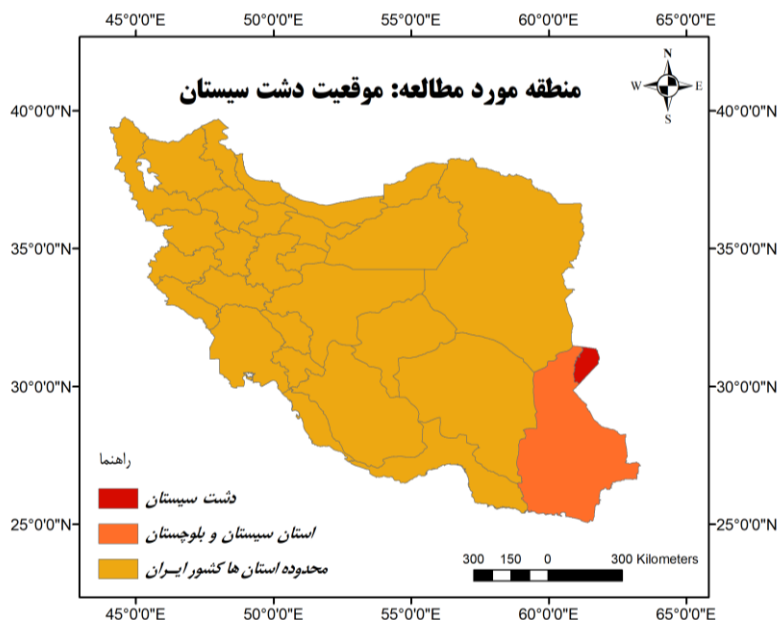 45°0'0"E 50°0'0"E 55°0'0"E 60°0'0"E 65°0'0"E
منطقه مورد مطالعه: موقعیت دشت سیستان
N
W E
S
40°0'0"N 40°0'0"N
35°0'0"N 35°0'0"N
30°0'0"N 30°0'0"N
25°0'0"N 25°0'0"N
راهنما
دشت سیستان
استان سیستان و بلوچستان
محدوده استان ها کشور ایران
300 150 0 300 Kilometers
45°0'0"E 50°0'0"E 55°0'0"E 60°0'0"E 65°0'0"E